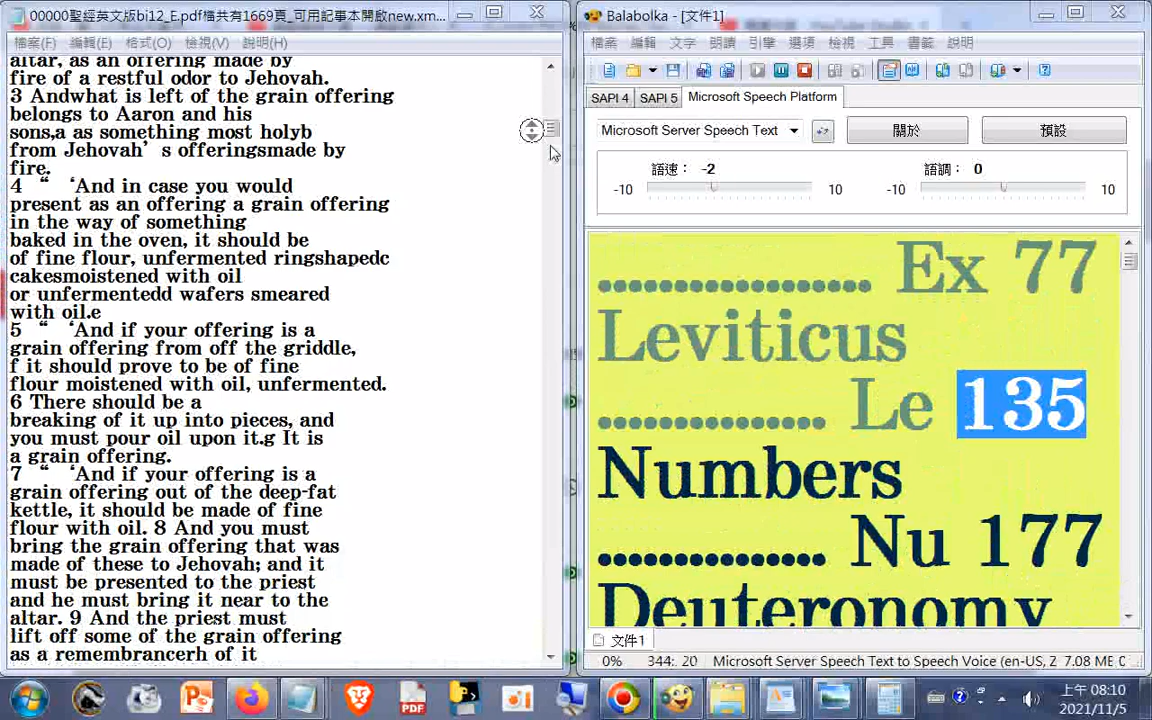 00000聖經英文版bi12_E.pdf檔共有1669頁_可用記事本開啟new.xm...
檔案(F) 編輯(E) 格式(O) 檢視(V) 說明(H)
altar, as an offering made by
fire of a restful odor to Jehovah.
3 Andwhat is left of the grain offering
belongs to Aaron and his
sons,a as something most holyb
from Jehovah’s offeringsmade by
fire.
4 “ ‘And in case you would
present as an offering a grain offering
in the way of something
baked in the oven, it should be
of fine flour, unfermented ringshapedc
cakesmoistened with oil
or unfermentedd wafers smeared
with oil.e
5 “ ‘And if your offering is a
grain offering from off the griddle,
f it should prove to be of fine
flour moistened with oil, unfermented.
6 There should be a
breaking of it up into pieces, and
you must pour oil upon it.g It is
a grain offering.
7 “ ‘And if your offering is a
grain offering out of the deep-fat
kettle, it should be made of fine
flour with oil. 8 And you must
bring the grain offering that was
made of these to Jehovah; and it
must be presented to the priest
and he must bring it near to the
altar. 9 And the priest must
lift off some of the grain offering
as a remembrancerh of it
Balabolka - [文件1]
檔案 編輯 文字 朗讀 引擎 選項 檢視 工具 書籤 說明
SAPI 4 SAPI 5 Microsoft Speech Platform
Microsoft Server Speech Text 關於 預設
語速： -2 語調： 0
-10 10 -10 10
.................. Ex 77
Leviticus
............... Le 135
Numbers
............... Nu 177
Deuteronomy
文件1
0% 344: 20 Microsoft Server Speech Text to Speech Voice (en-US, Z 7.08 ME C
PDF
上午 08:10
2021/11/5